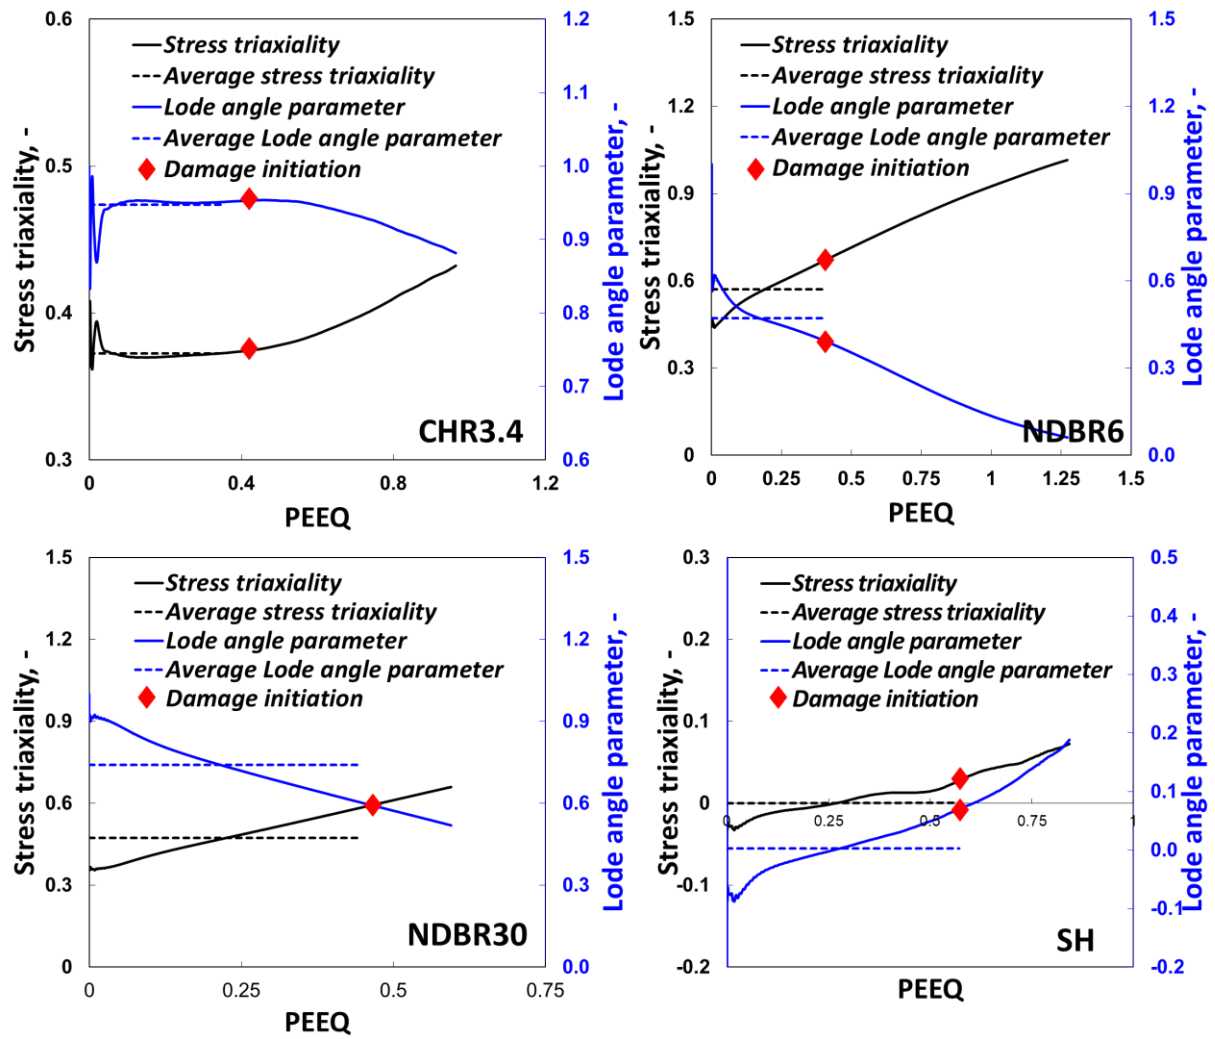 0.6
0.5
0.4
0.3
Stress triaxiality, -
Stress triaxiality
Average stress triaxiality
Lode angle parameter
Average Lode angle parameter
Damage initiation
CHR3.4
1.2
1.1
1.0
0.9
0.8
0.7
0.6
Lode angle parameter, -
0
0.4
0.8
1.2
PEEQ
1.5
1.2
0.9
0.6
0.3
0
Stress triaxiality, -
Stress triaxiality
Average stress triaxiality
Lode angle parameter
Average Lode angle parameter
Damage initiation
NDBR6
1.5
1.2
0.9
0.6
0.3
0.0
Lode angle parameter, -
0
0.25
0.5
0.75
1
1.25
1.5
PEEQ
1.5
1.2
0.9
0.6
0.3
0
Stress triaxiality, -
Stress triaxiality
Average stress triaxiality
Lode angle parameter
Average Lode angle parameter
Damage initiation
NDBR30
1.5
1.2
0.9
0.6
0.3
0.0
Lode angle parameter, -
0
0.25
0.5
0.75
PEEQ
0.3
0.2
0.1
0
-0.1
-0.2
Stress triaxiality, -
Stress triaxiality
Average stress triaxiality
Lode angle parameter
Average Lode angle parameter
Damage initiation
SH
0.5
0.4
0.3
0.2
0.1
0.0
-0.1
-0.2
Lode angle parameter, -
0
0.25
0.5
0.75
1
PEEQ